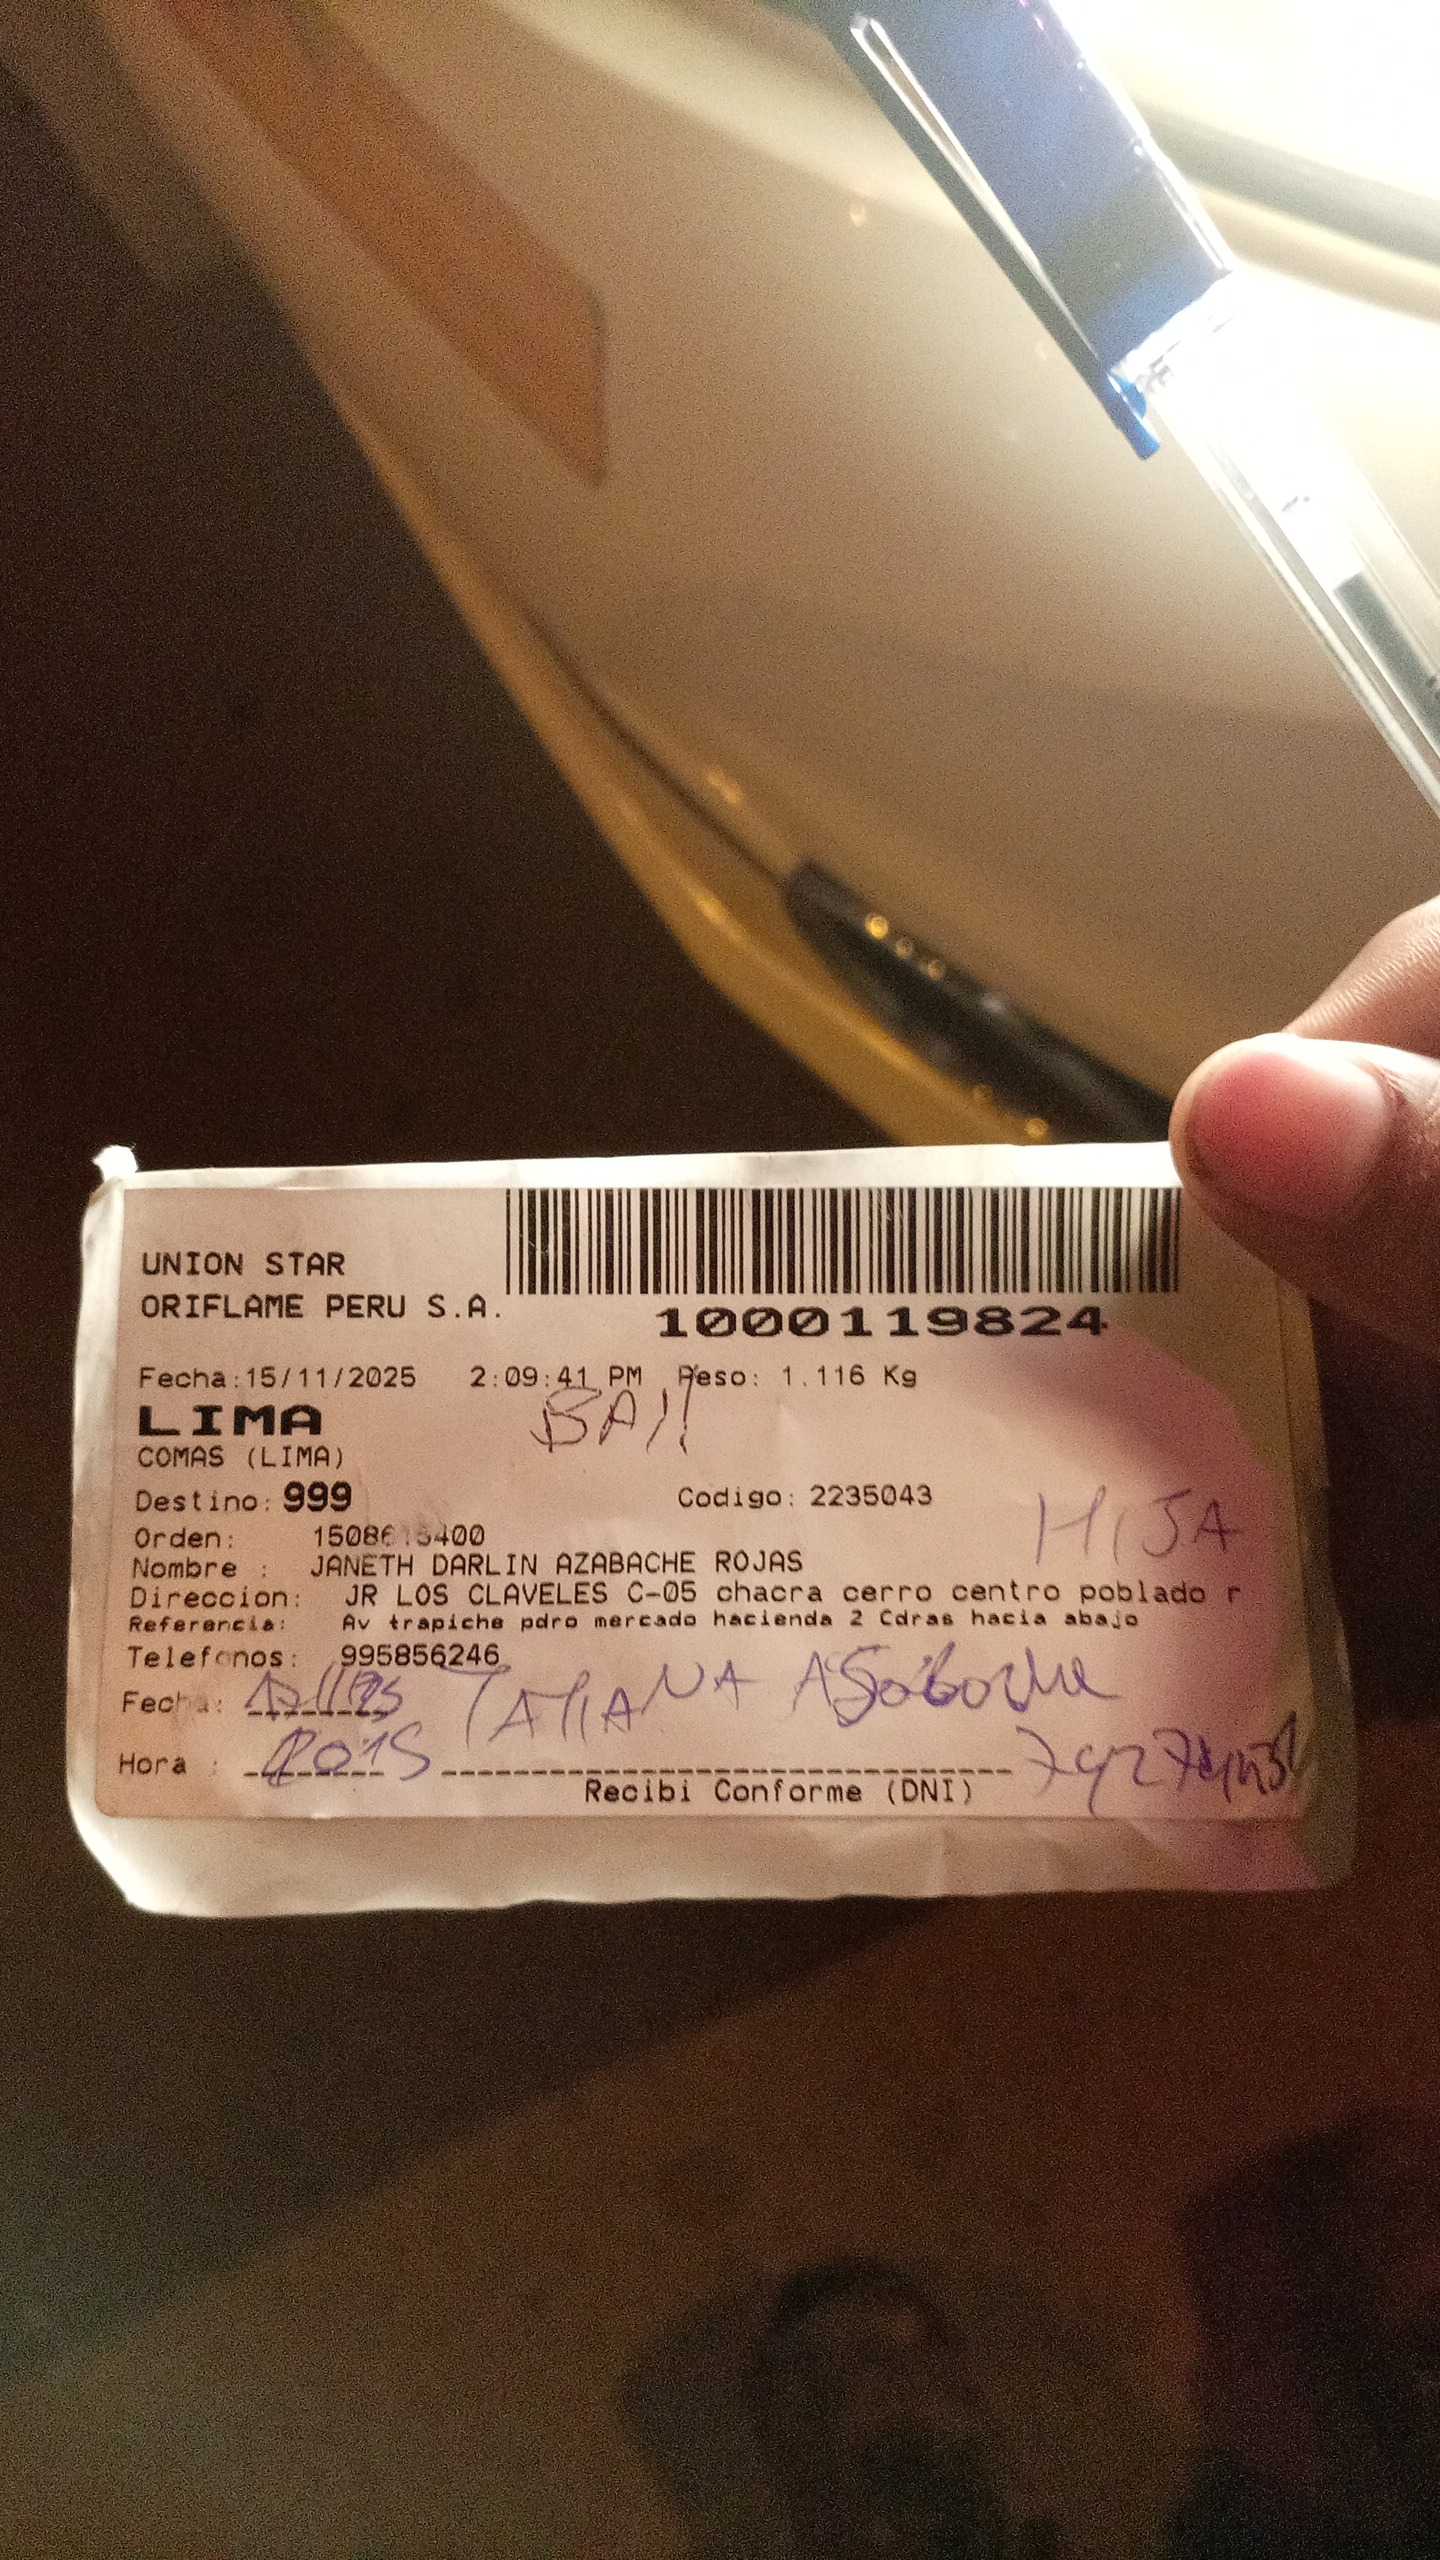 UNION STAR
ORIFLAME PERU S.A.
1000119824
Fecha:15/11/2025 2:09:41 PM Peso: 1.116 Kg
LIMA
COMAS (LIMA)
Destino: 999 Codigo: 2235043
HIJA
Orden:
Nombre : JANETH DARLIN AZABACHE ROJAS
Direccion: JR LOS CLAVELES C-05 chacra cerro centro poblado r
Referencia: Av trapiche pdro mercado hacienda 2 Cdras hacia abajo
Telefonos: 995856246
Fecha: TATIANA
Hora :
Recibi Conforme (DNI)